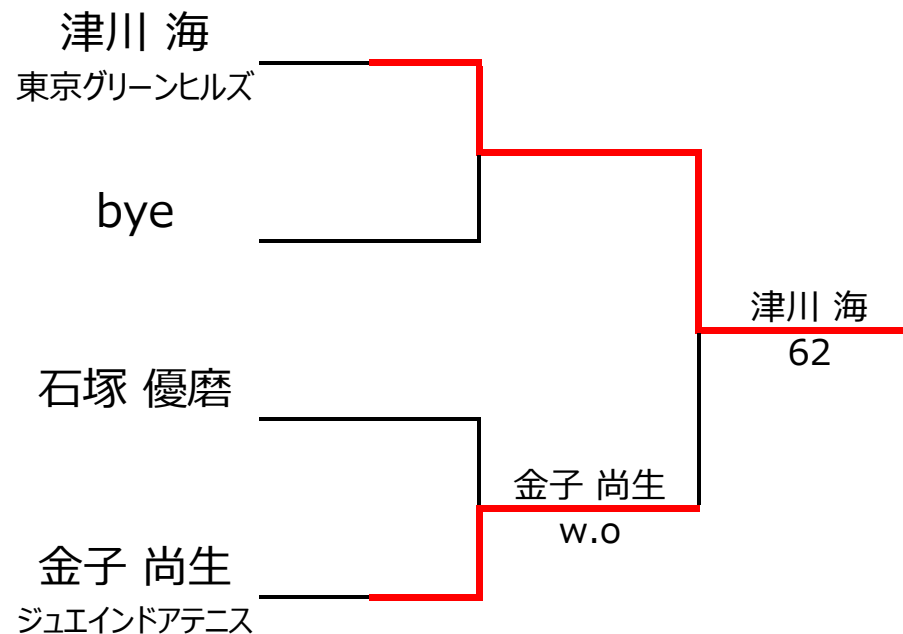 津川 海
東京グリーンヒルズ
bye
石塚 優磨
金子 尚生
ジュエインドアテニス
金子 尚生
w.o
津川 海
62